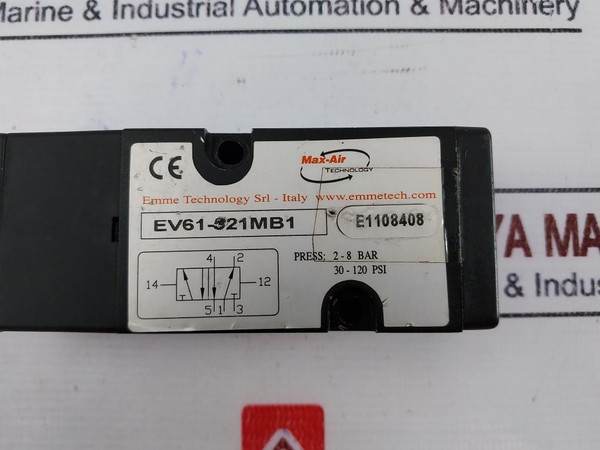 Marine & Industrial Automation & Machinery
CE
Max-Air
TECHNOLOGY
Emme Technology Srl - Italy www.emmetech.com
EV61-521MB1
E1108408
PRESS: 2 - 8 BAR
30 - 120 PSI
4 2
14 12
5 1 3
YA MA
& Indus